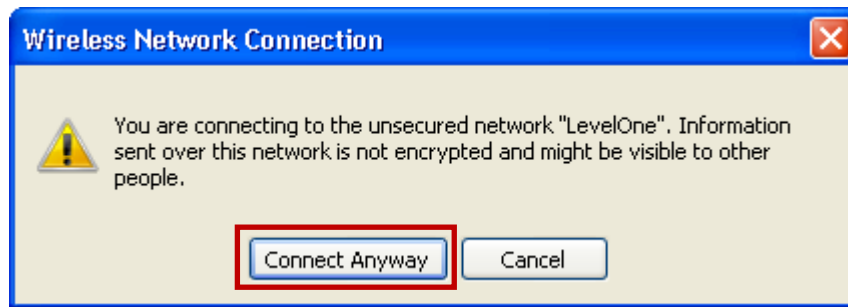 Wireless Network Connection
You are connecting to the unsecured network "LevelOne". Information
sent over this network is not encrypted and might be visible to other
people.
Connect Anyway Cancel